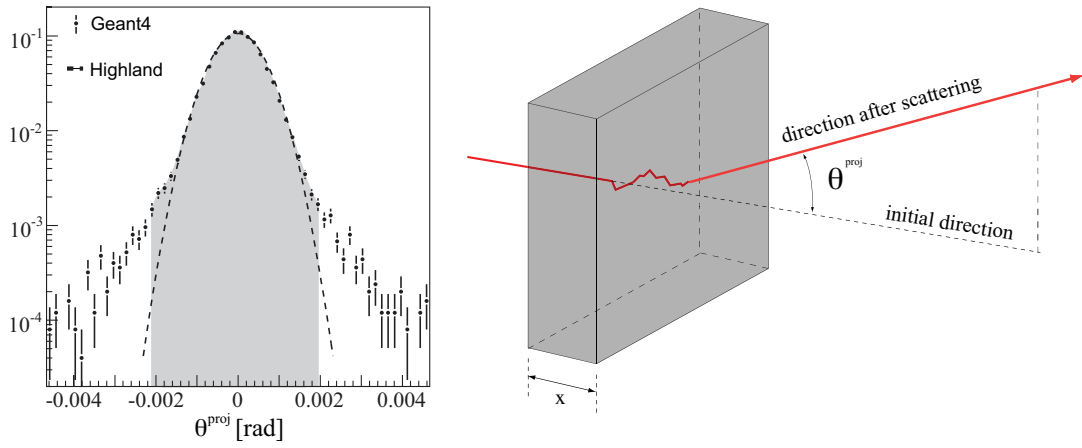 Geant4
Highland
10⁻¹
10⁻²
10⁻³
10⁻⁴
-0.004 -0.002 0 0.002 0.004
θ^proj [rad]
direction after scattering
θ^proj
initial direction
x